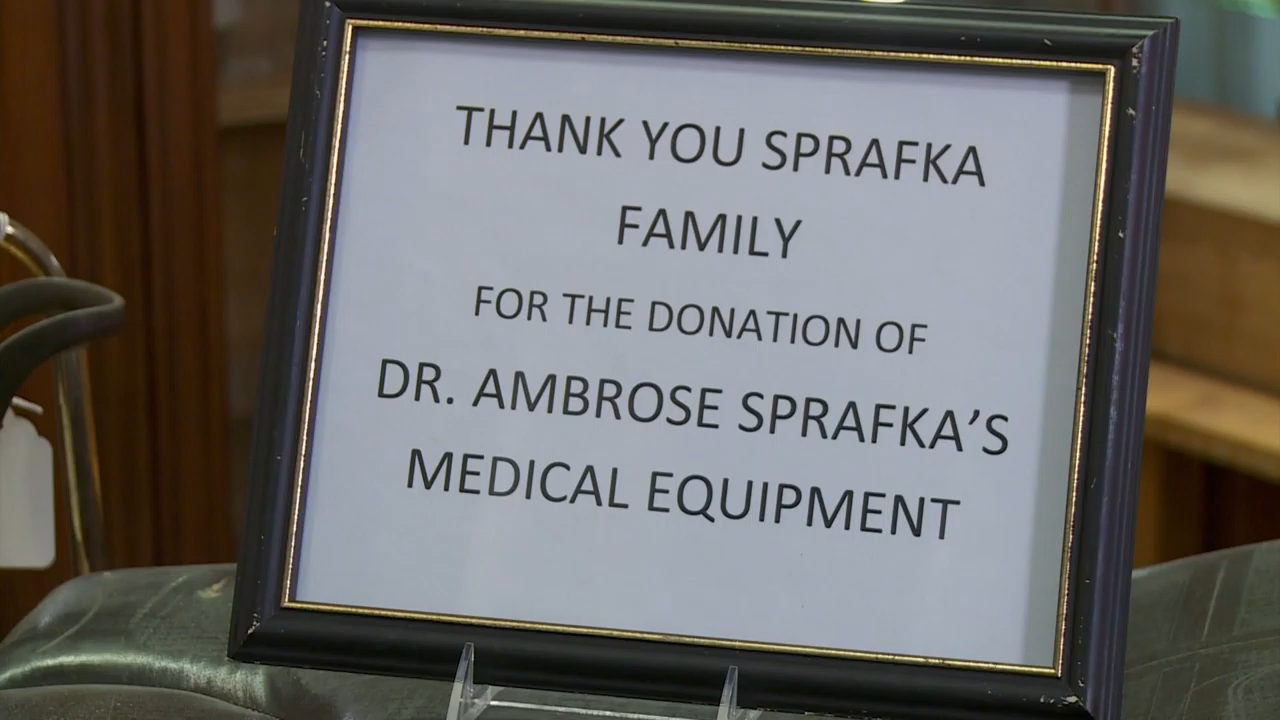 THANK YOU SPRAFKA
FAMILY
FOR THE DONATION OF
DR. AMBROSE SPRAFKA'S
MEDICAL EQUIPMENT